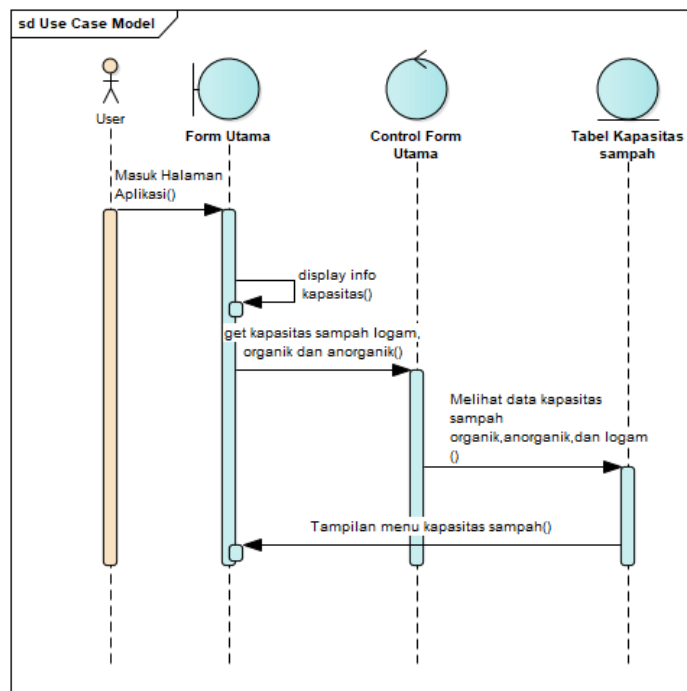 sd Use Case Model
User
Form Utama
Control Form
Utama
Tabel Kapasitas
sampah
Masuk Halaman
Aplikasi()
display info
kapasitas()
get kapasitas sampah logam,
organik dan anorganik()
Melihat data kapasitas
sampah
organik,anorganik,dan logam
()
Tampilan menu kapasitas sampah()